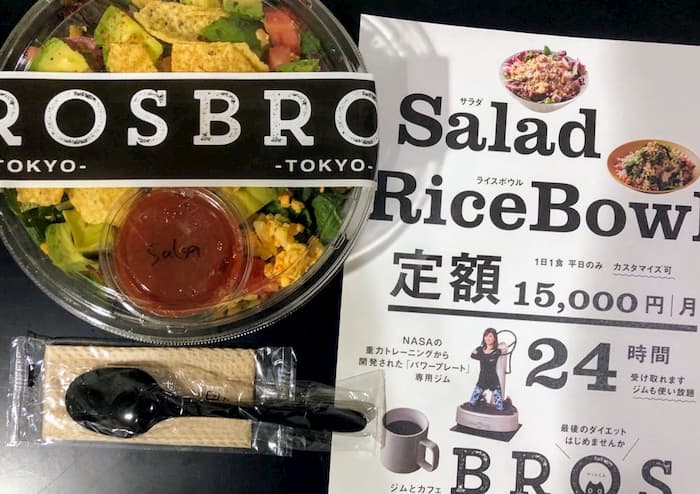 ROSBRO
TOKYO-
-TOKYO-
Salsa
サラダ
Salad
ライスボウル
RiceBowl
定額
1日1食 平日のみ カスタマイズ可
15,000円|月
NASAの
重力トレーニングから
開発された「パワープレート」
専用ジム
24時間
受け取れます
ジムも使い放題
最後のダイエット
はじめませんか
BROS
ジムとカフェ